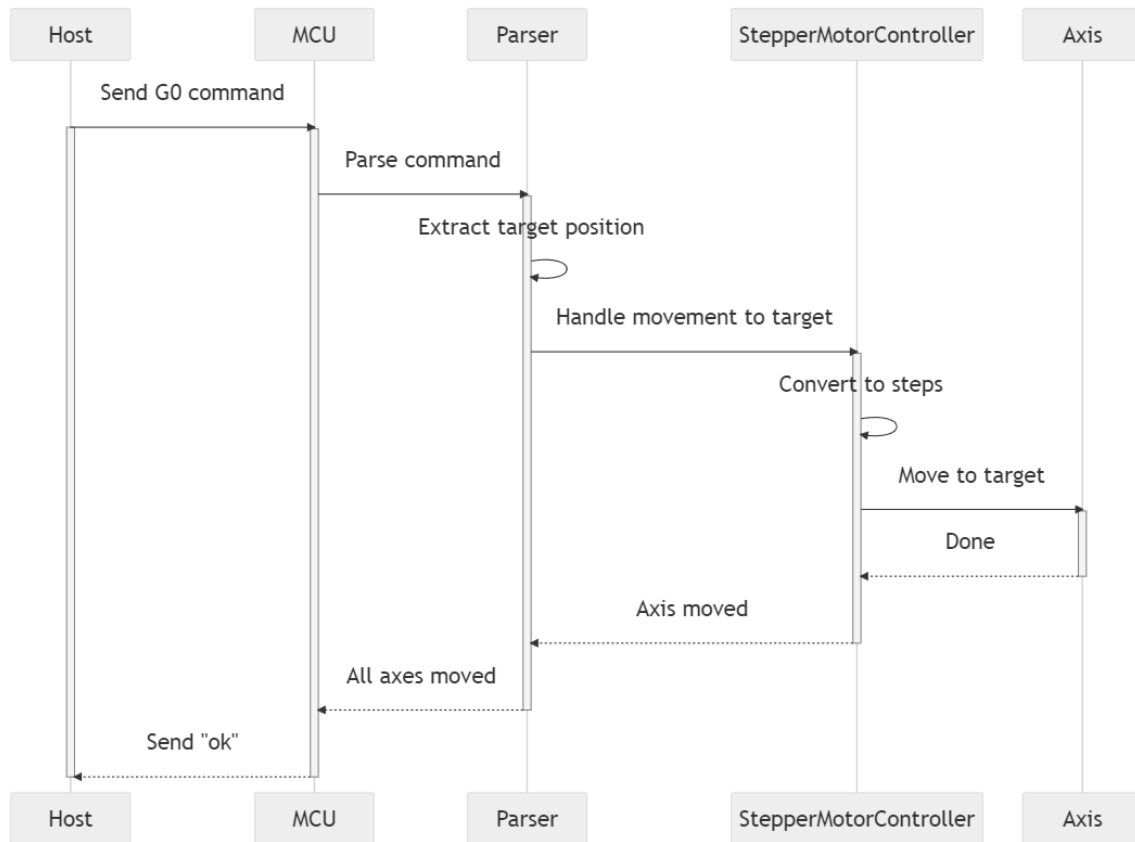 Host MCU Parser StepperMotorController Axis
Send G0 command
Parse command
Extract target position
Handle movement to target
Convert to steps
Move to target
Done
Axis moved
All axes moved
Send "ok"
Host MCU Parser StepperMotorController Axis